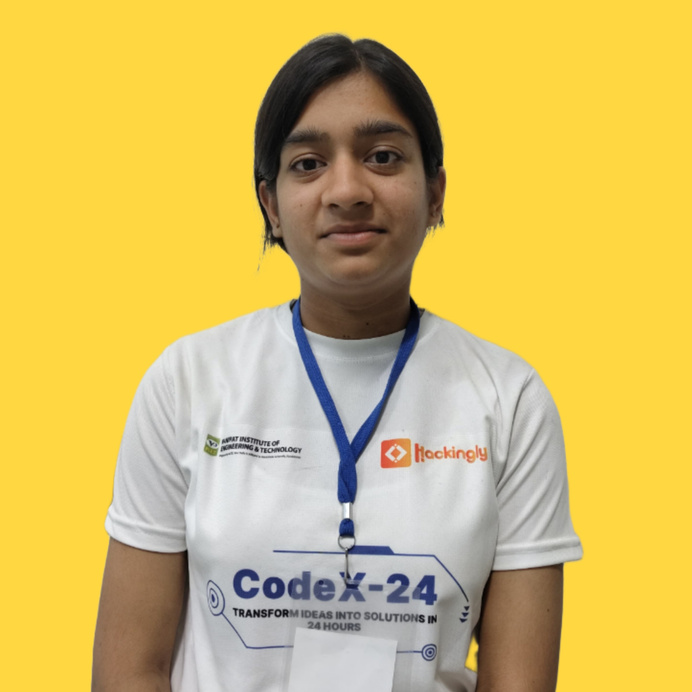 INSTITUTE OF
ENGINEERING & TECHNOLOGY
Hackingly
CodeX-24
TRANSFORM IDEAS INTO SOLUTIONS IN
24 HOURS